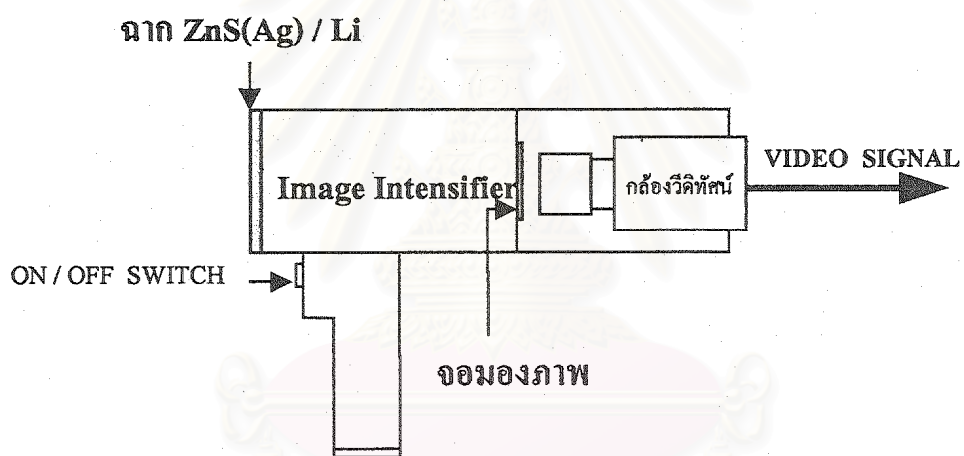 ฉาก ZnS(Ag) / Li
Image Intensifier
กล้องวีดิทัศน์
VIDEO SIGNAL
ON / OFF SWITCH
จอมองภาพ